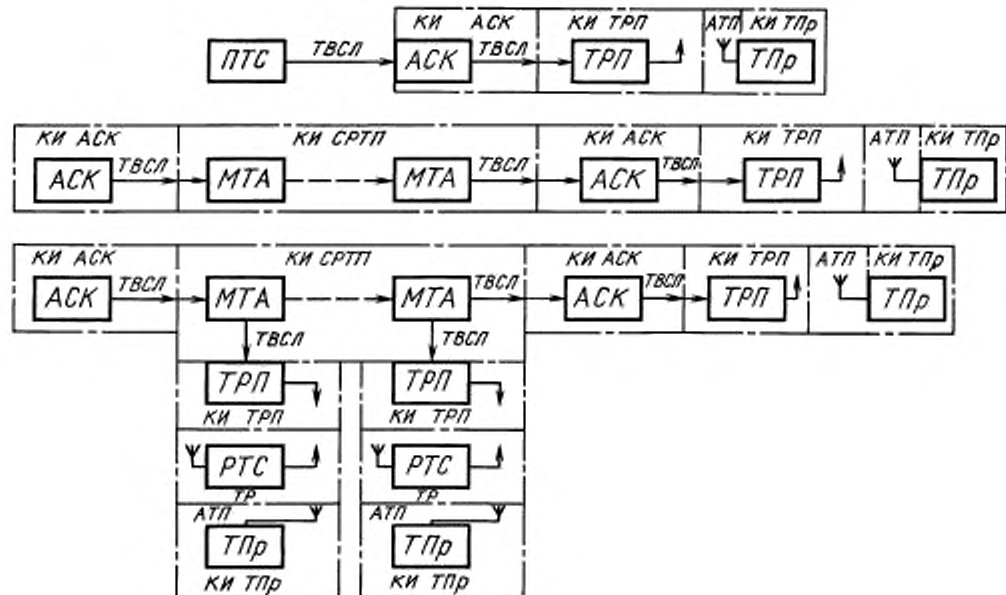 КИ АСК КИ ТРП АТП КИ ТПр
ПТС ТВСЛ АСК ТВСЛ ТРП ТПр
КИ АСК КИ СРТП КИ АСК КИ ТРП АТП КИ ТПр
АСК ТВСЛ МТА МТА ТВСЛ АСК ТВСЛ ТРП ТПр
КИ АСК КИ СРТП КИ АСК КИ ТРП АТП КИ ТПр
АСК ТВСЛ МТА МТА ТВСЛ АСК ТВСЛ ТРП ТПр
ТВСЛ ТВСЛ
ТРП ТРП
КИ ТРП КИ ТРП
РТС РТС
ТР ТР
АТП АТП
ТПр ТПр
КИ ТПр КИ ТПр